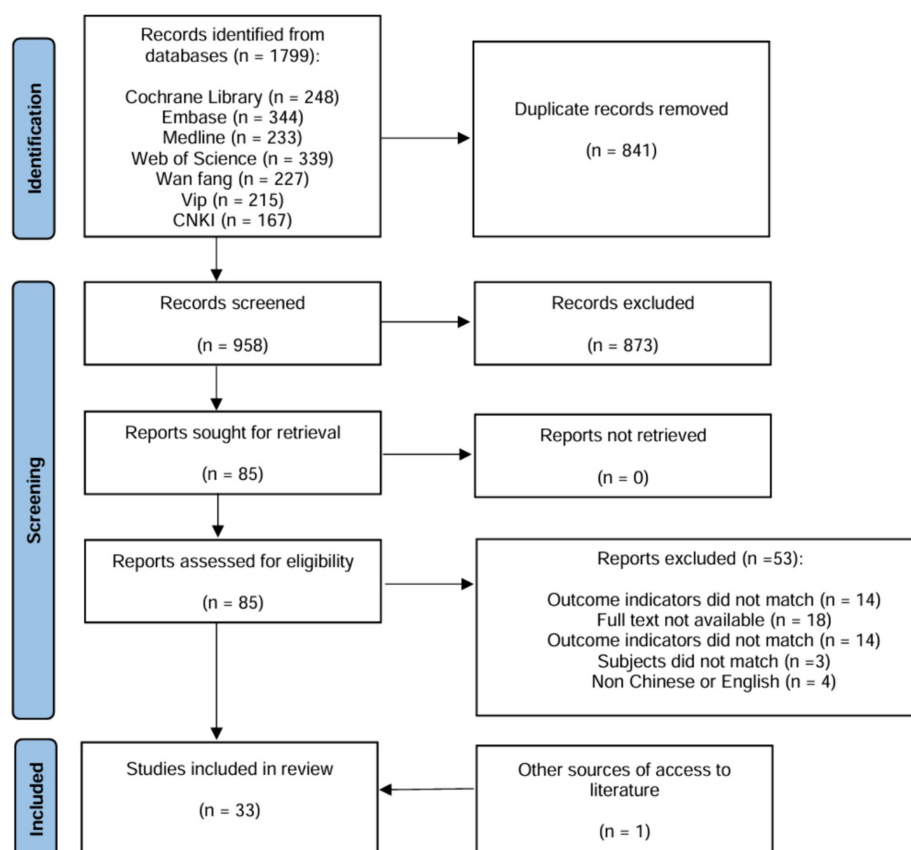 Identification
Records identified from
databases (n = 1799):
Cochrane Library (n = 248)
Embase (n = 344)
Medline (n = 233)
Web of Science (n = 339)
Wan fang (n = 227)
Vip (n = 215)
CNKI (n = 167)
Duplicate records removed
(n = 841)
Screening
Records screened
(n = 958)
Records excluded
(n = 873)
Reports sought for retrieval
(n = 85)
Reports not retrieved
(n = 0)
Reports assessed for eligibility
(n = 85)
Reports excluded (n =53):
Outcome indicators did not match (n = 14)
Full text not available (n = 18)
Outcome indicators did not match (n = 14)
Subjects did not match (n =3)
Non Chinese or English (n = 4)
Included
Studies included in review
(n = 33)
Other sources of access to
literature
(n = 1)